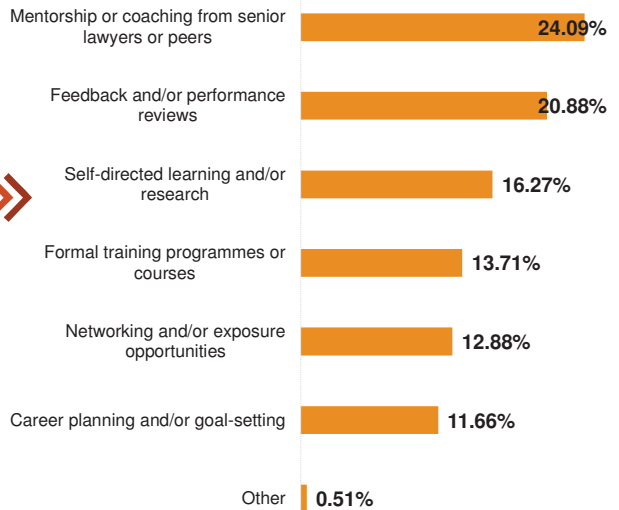 Mentorship or coaching from senior
lawyers or peers
24.09%
Feedback and/or performance
reviews
20.88%
Self-directed learning and/or
research
16.27%
Formal training programmes or
courses
13.71%
Networking and/or exposure
opportunities
12.88%
Career planning and/or goal-setting
11.66%
Other
0.51%